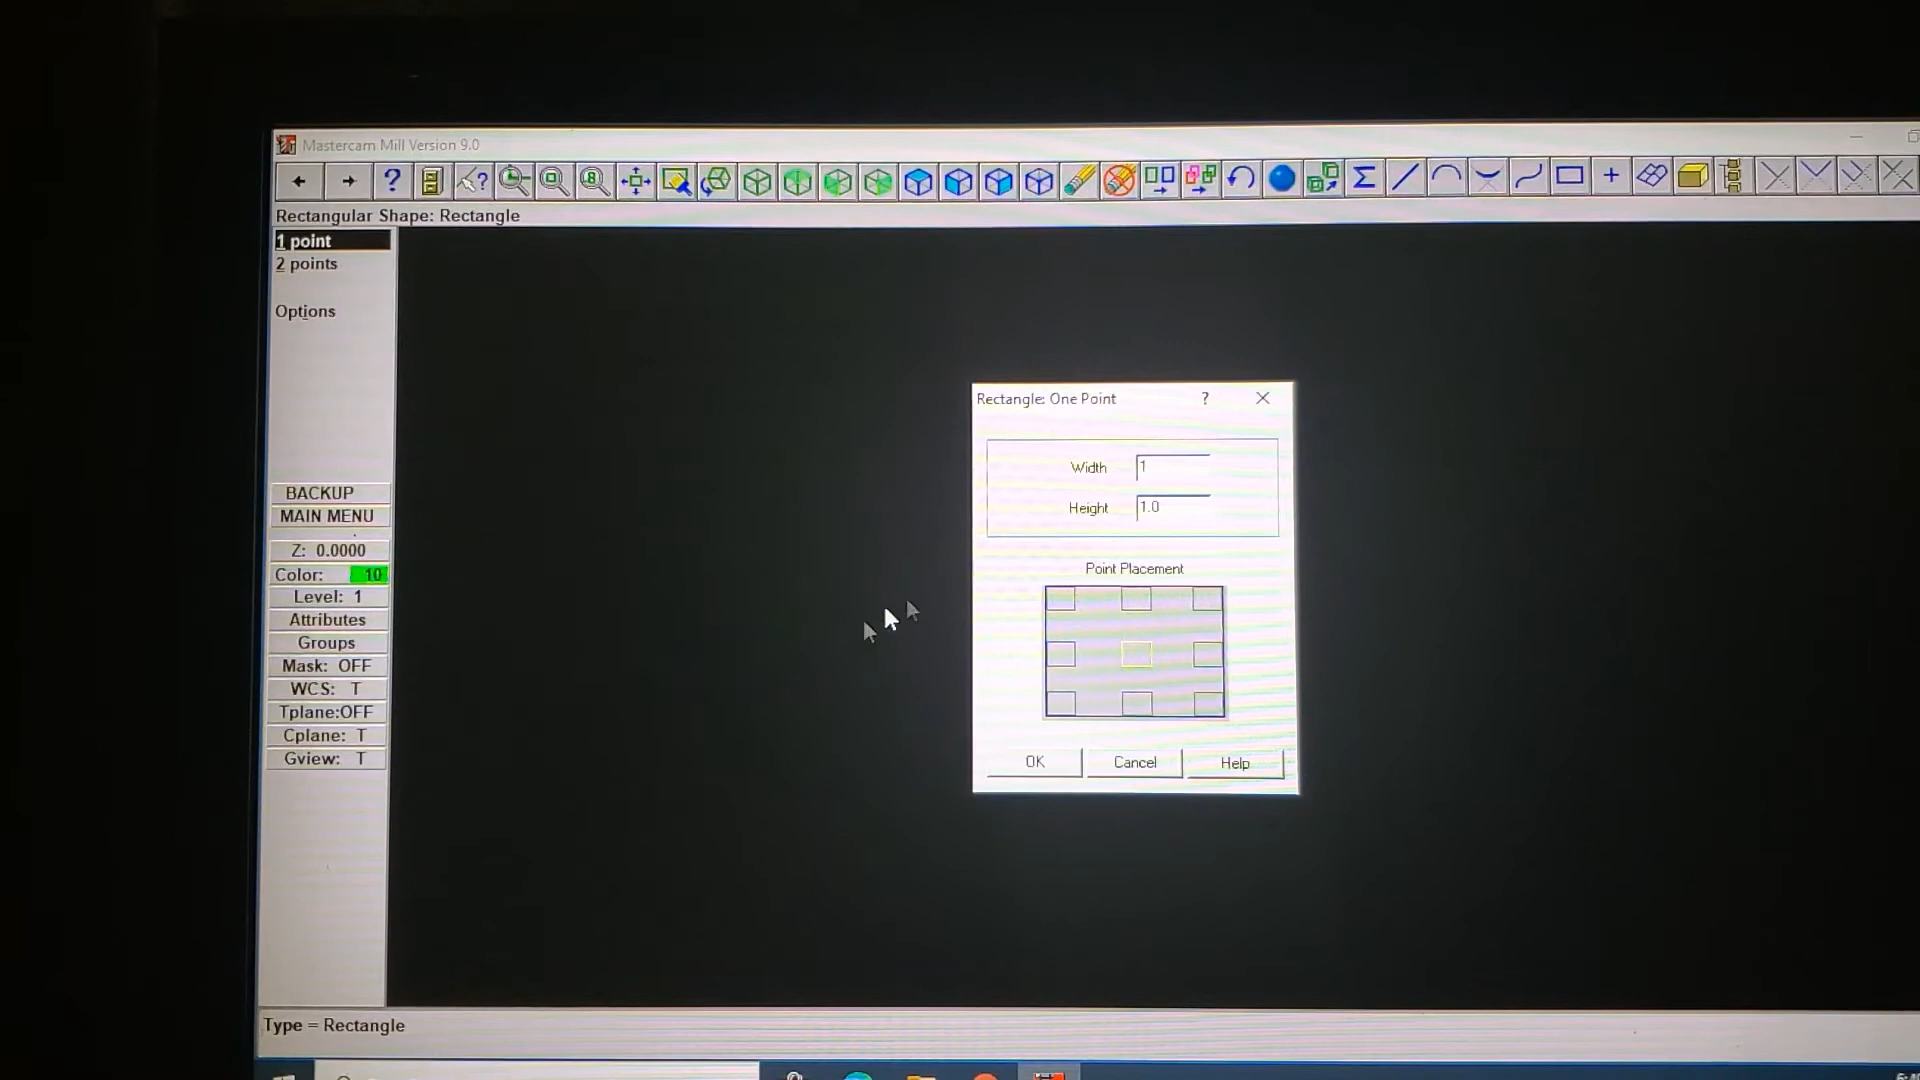 Mastercam Mill Version 9.0
Rectangular Shape: Rectangle
1 point
2 points
Options
BACKUP
MAIN MENU
Z: 0.0000
Color: 10
Level: 1
Attributes
Groups
Mask: OFF
WCS: T
Tplane:OFF
Cplane: T
Gview: T
Rectangle: One Point
Width 1
Height 1.0
Point Placement
OK Cancel Help
Type = Rectangle